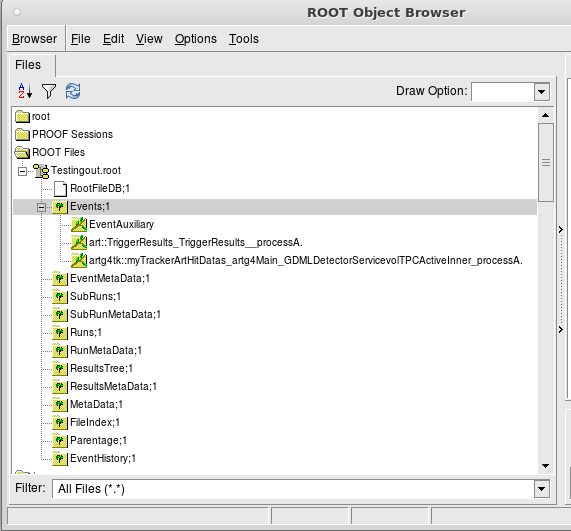 ROOT Object Browser
Browser File Edit View Options Tools
Files
Draw Option:
root
PROOF Sessions
ROOT Files
Testingout.root
RootFileDB;1
Events;1
EventAuxiliary
art::TriggerResults_TriggerResults__processA.
artg4tk::myTrackerArtHitDatas_artg4Main_GDMLDetectorServicevolTPCActiveInner_processA.
EventMetaData;1
SubRuns;1
SubRunMetaData;1
Runs;1
RunMetaData;1
ResultsTree;1
ResultsMetaData;1
MetaData;1
FileIndex;1
Parentage;1
EventHistory;1
Filter: All Files (*.*)